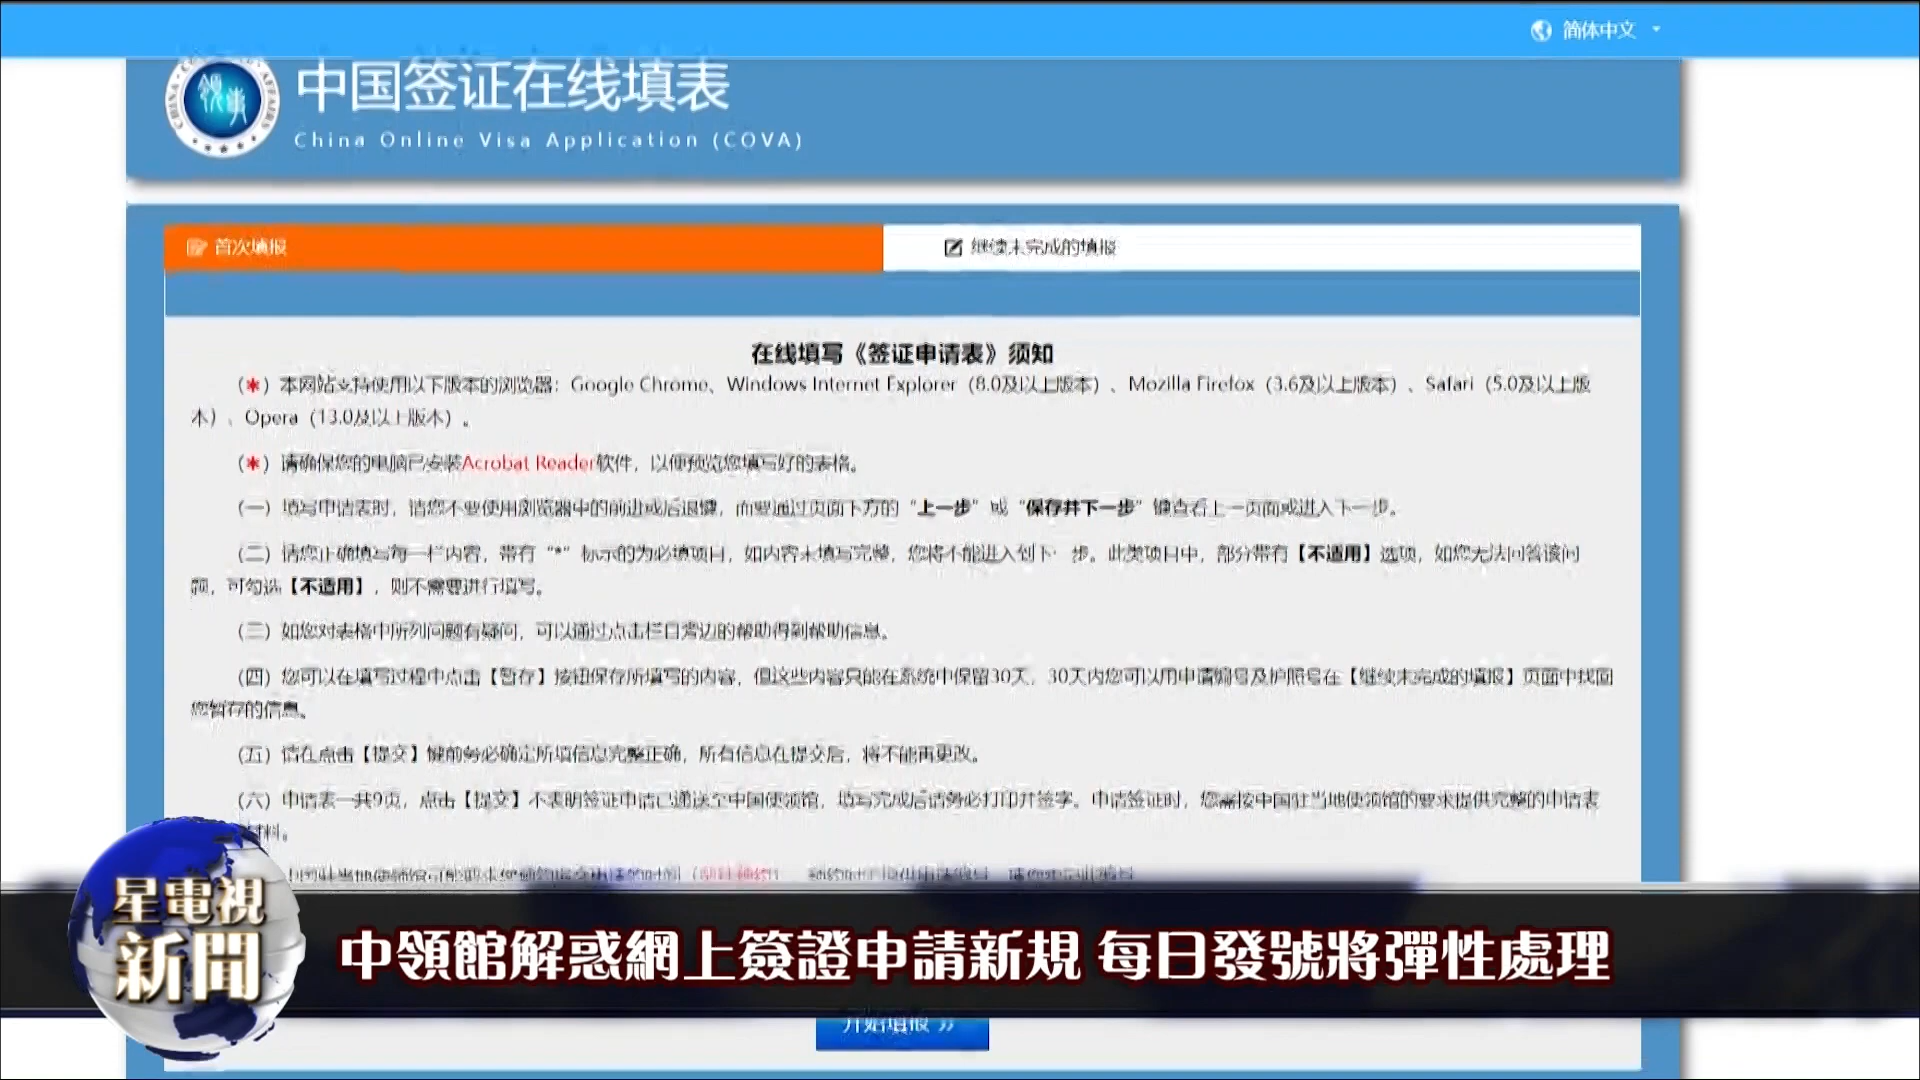 简体中文
中国签证在线填表
China Online Visa Application (COVA)
首次填报
继续未完成的填报
在线填写《签证申请表》须知
（*）本网站支持使用以下版本的浏览器：Google Chrome、Windows Internet Explorer（8.0及以上版本）、Mozilla Firefox（3.6及以上版本）、Safari（5.0及以上版
本）、Opera（13.0及以上版本）。
（*）请确保您的电脑已安装Acrobat Reader软件，以便预览您填写好的表格。
（一）填写申请表时，请您不要使用浏览器中的前进或后退键，而要通过页面下方的“上一步”或“保存并下一步”键查看上一页面或进入下一步。
（二）请您正确填写每一栏内容，带有“*”标示的为必填项目，如内容未填写完整，您将不能进入到下一步。此类项目中，部分带有【不适用】选项，如您无法回答该问
题，可勾选【不适用】，则不需要进行填写。
（三）如您对表格中所列问题有疑问，可以通过点击栏目旁边的帮助得到帮助信息。
（四）您可以在填写过程中点击【暂存】按钮保存所填写的内容，但这些内容只能在系统中保留30天，30天内您可以用申请编号及护照号在【继续未完成的填报】页面中找回
您暂存的信息。
（五）请在点击【提交】键前务必确定所填信息完整正确，所有信息在提交后，将不能再更改。
（六）申请表一共9页，点击【提交】不表明签证申请已递送至中国使领馆，填写完成后请务必打印并签字。申请签证时，您需按中国驻当地使领馆的要求提供完整的申请表
材料。
星電視
新聞
中領館解惑網上簽證申請新規 每日發號將彈性處理
开始填报 »